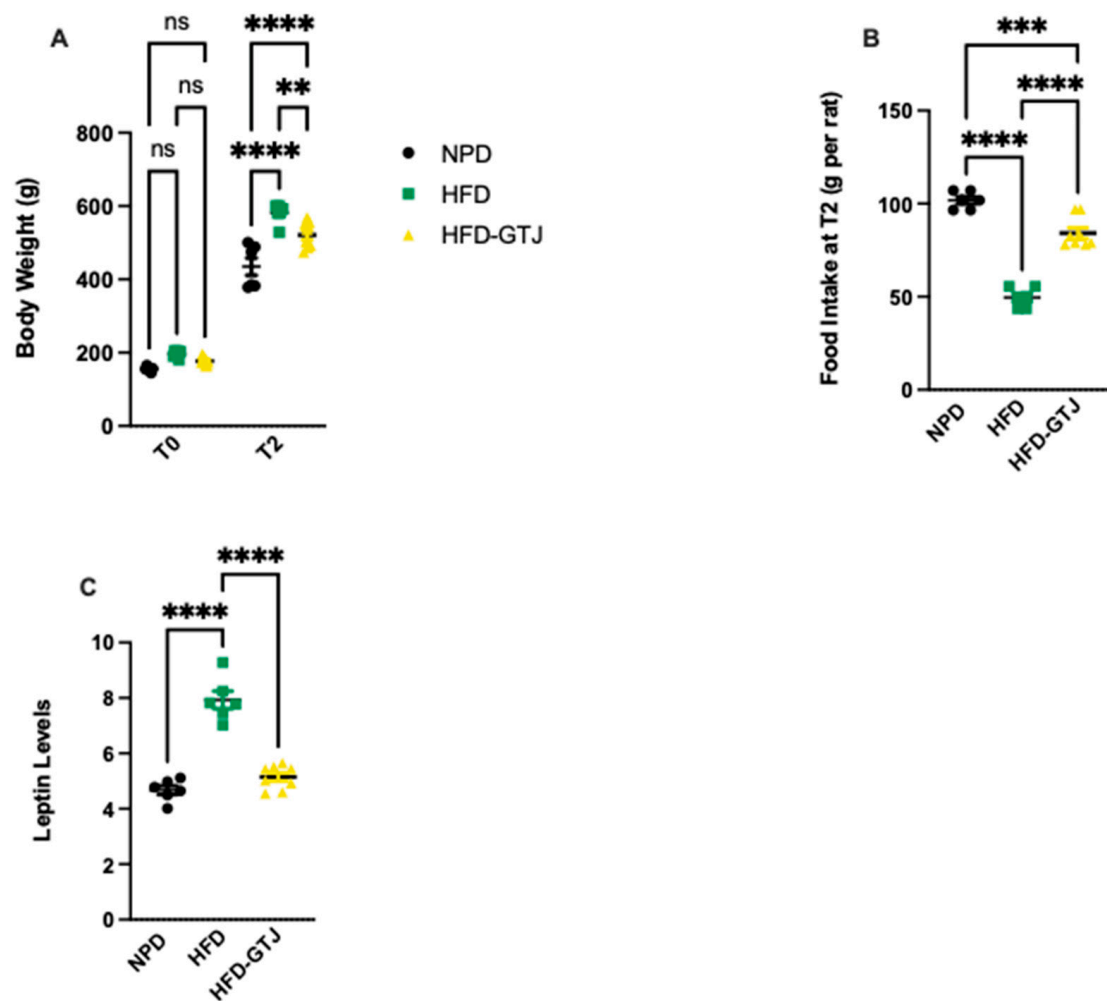 A
ns
****
ns
**
ns
****
800
600
400
200
0
Body Weight (g)
T0
T2
NPD
HFD
HFD-GTJ
B
***
****
****
150
100
50
0
Food Intake at T2 (g per rat)
NPD
HFD
HFD-GTJ
C
****
****
10
8
6
4
2
0
Leptin Levels
NPD
HFD
HFD-GTJ